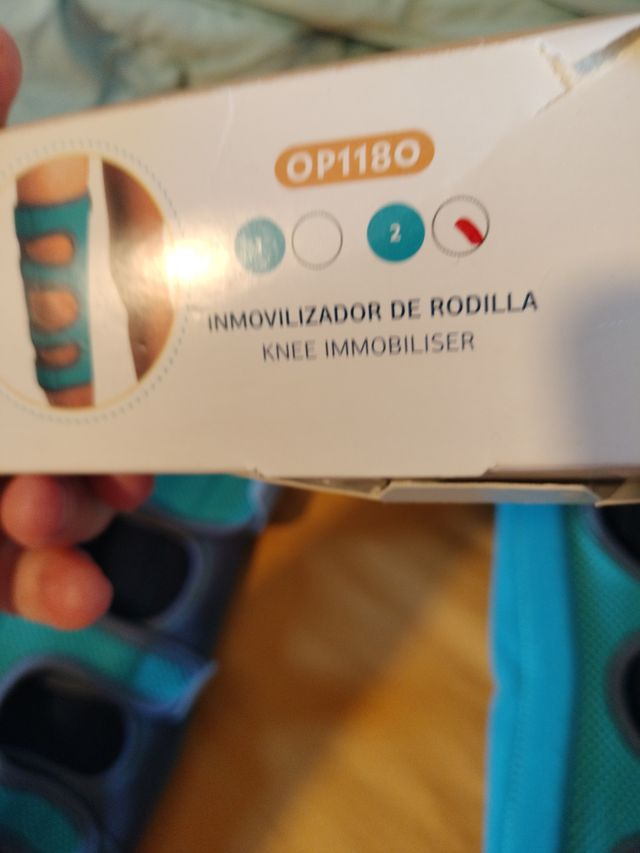 OP1180
1 2
INMOVILIZADOR DE RODILLA
KNEE IMMOBILISER